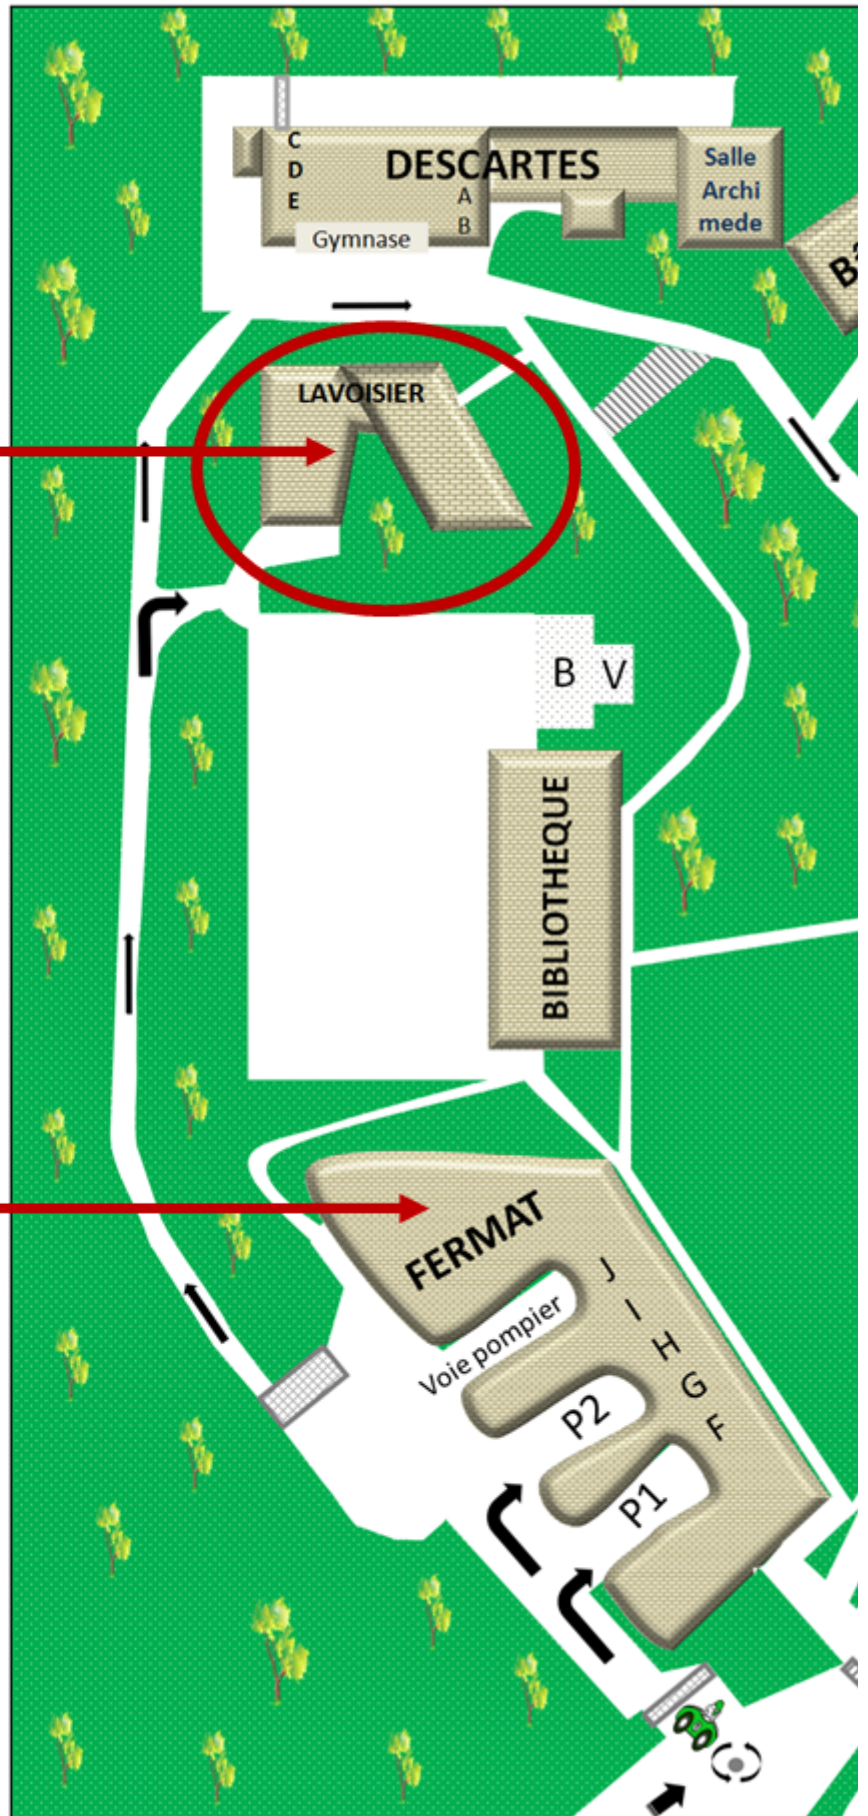 C
D
E
DESCARTES
A
B
Gymnase
Salle
Archi
mede
LAVOISIER
B V
BIBLIOTHEQUE
FERMAT
J
I
H
G
F
Voie pompier
P2
P1